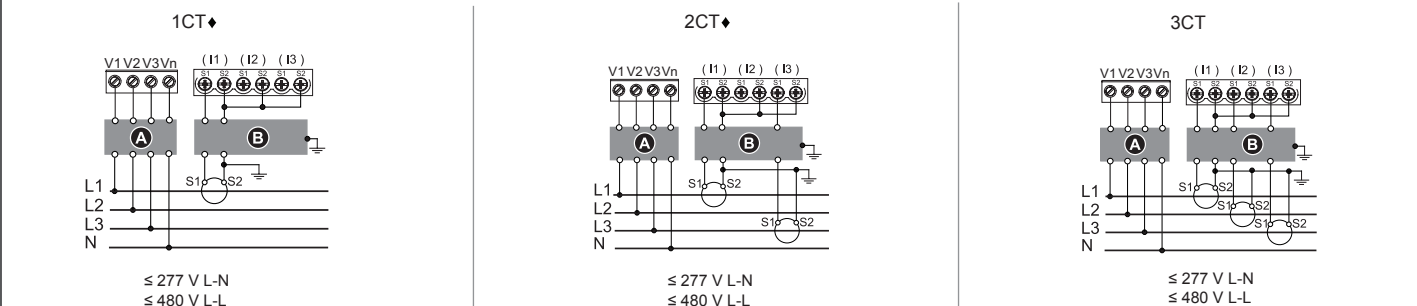 1CT♦
V1 V2 V3 Vn
( I1 ) ( I2 ) ( I3 )
S1 S2 S1 S2 S1 S2
A
B
S1 S2
L1
L2
L3
N
≤ 277 V L-N
≤ 480 V L-L
2CT♦
V1 V2 V3 Vn
( I1 ) ( I2 ) ( I3 )
S1 S2 S1 S2 S1 S2
A
B
S1 S2
L1
L2
L3
S1 S2
N
≤ 277 V L-N
≤ 480 V L-L
3CT
V1 V2 V3 Vn
( I1 ) ( I2 ) ( I3 )
S1 S2 S1 S2 S1 S2
A
B
S1 S2
L1
S1 S2
L2
S1 S2
L3
N
≤ 277 V L-N
≤ 480 V L-L